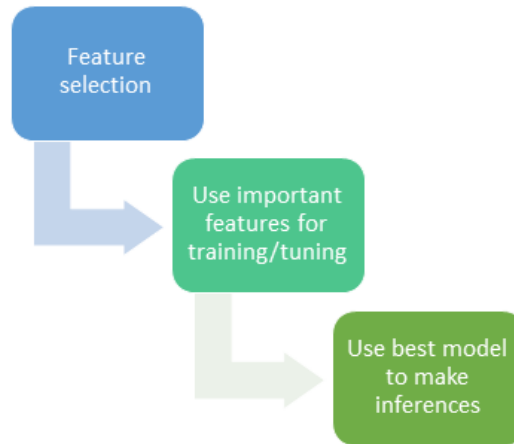 Feature
selection
Use important
features for
training/tuning
Use best model
to make
inferences